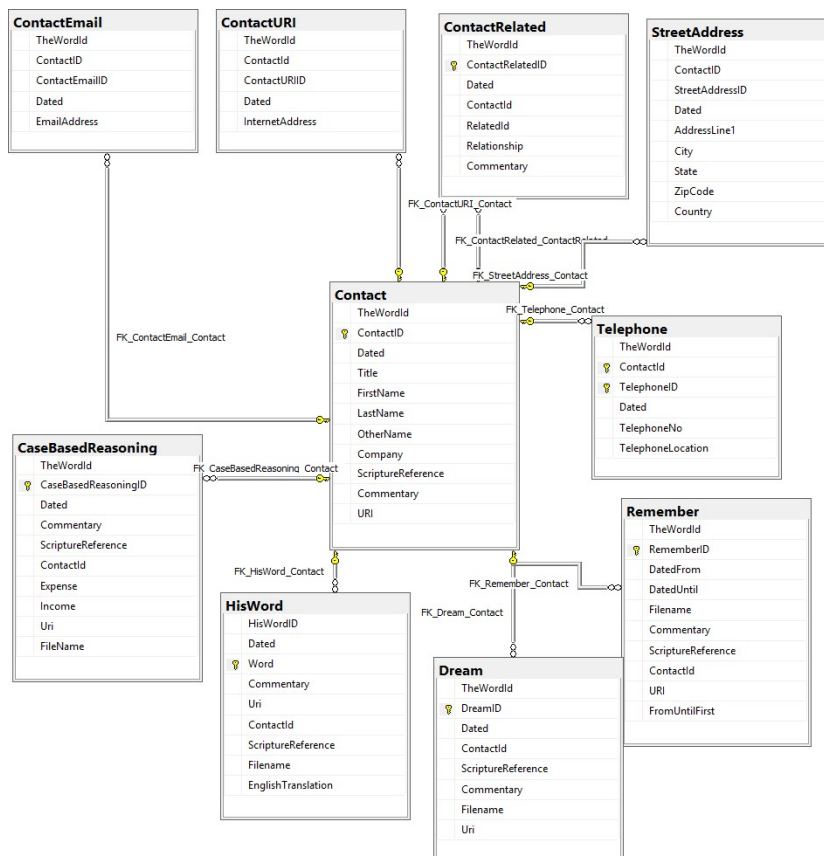 ContactEmail
TheWordId
ContactID
ContactEmailID
Dated
EmailAddress
ContactURI
TheWordId
ContactId
ContactURIID
Dated
InternetAddress
ContactRelated
TheWordId
ContactRelatedID
Dated
ContactId
RelatedId
Relationship
Commentary
StreetAddress
TheWordId
ContactID
StreetAddressID
Dated
AddressLine1
City
State
ZipCode
Country
FK_ContactURI_Contact
FK_ContactRelated_ContactRelated
FK_StreetAddress_Contact
FK_Telephone_Contact
FK_ContactEmail_Contact
Contact
TheWordId
ContactID
Dated
Title
FirstName
LastName
OtherName
Company
ScriptureReference
Commentary
URI
Telephone
TheWordId
ContactId
TelephoneID
Dated
TelephoneNo
TelephoneLocation
CaseBasedReasoning
TheWordId
CaseBasedReasoningID
Dated
Commentary
ScriptureReference
ContactId
Expense
Income
Uri
FileName
FK_CaseBasedReasoning_Contact
FK_HisWord_Contact
FK_Remember_Contact
FK_Dream_Contact
HisWord
HisWordID
Dated
Word
Commentary
Uri
ContactId
ScriptureReference
Filename
EnglishTranslation
Remember
TheWordId
RememberID
DatedFrom
DatedUntil
Filename
Commentary
ScriptureReference
ContactId
URI
FromUntilFirst
Dream
TheWordId
DreamID
Dated
ContactId
ScriptureReference
Commentary
Filename
Uri